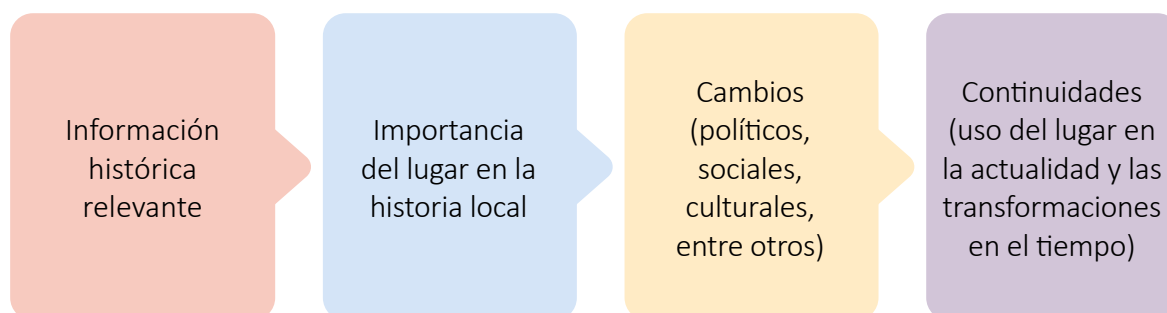 Información
histórica
relevante
Importancia
del lugar en la
historia local
Cambios
(políticos,
sociales,
culturales,
entre otros)
Continuidades
(uso del lugar en
la actualidad y las
transformaciones
en el tiempo)